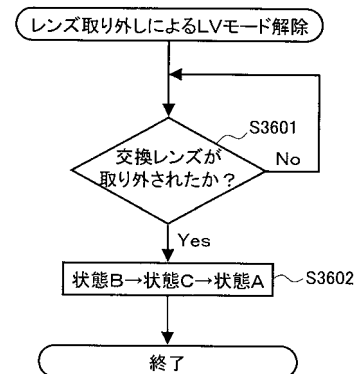 レンズ取り外しによるLVモード解除
S3601
交換レンズが
取り外されたか？
No
Yes
状態B→状態C→状態A
S3602
終了